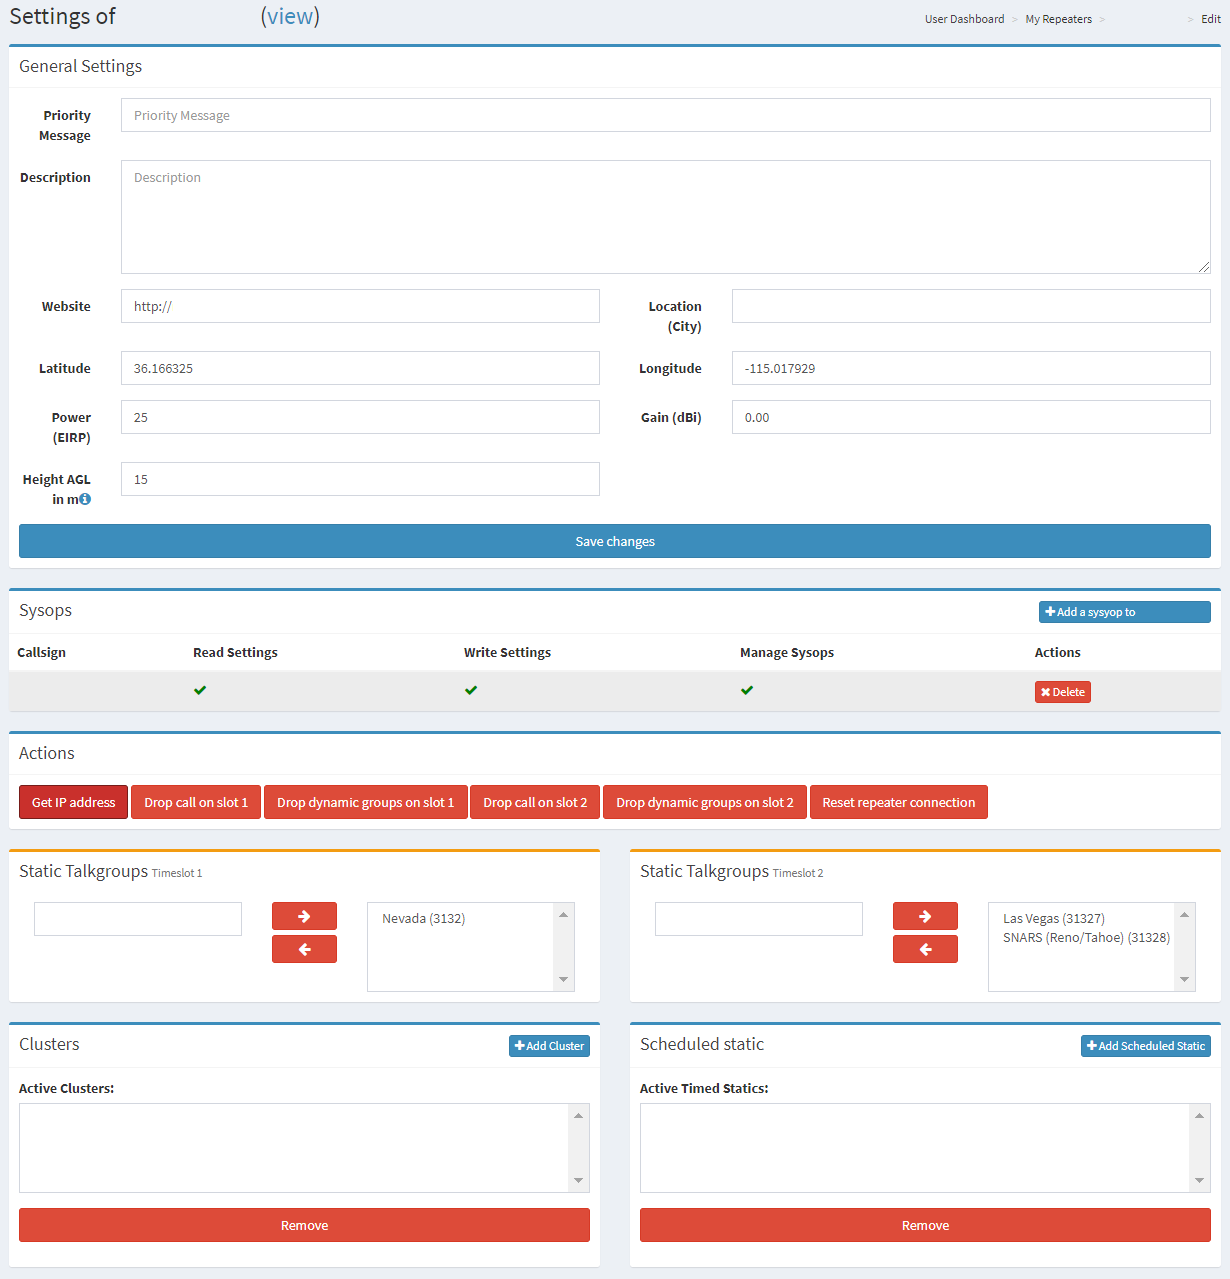 Settings of (view)
User Dashboard > My Repeaters > > Edit
General Settings
Priority Message
Priority Message
Description
Description
Website
http://
Location (City)
Latitude
36.166325
Longitude
-115.017929
Power (EIRP)
25
Gain (dBi)
0.00
Height AGL in m
15
Save changes
Sysops
Add a sysyop to
Callsign Read Settings Write Settings Manage Sysops Actions
Delete
Actions
Get IP address Drop call on slot 1 Drop dynamic groups on slot 1 Drop call on slot 2 Drop dynamic groups on slot 2 Reset repeater connection
Static Talkgroups Timeslot 1
Nevada (3132)
Static Talkgroups Timeslot 2
Las Vegas (31327)
SNARS (Reno/Tahoe) (31328)
Clusters
Add Cluster
Active Clusters:
Remove
Scheduled static
Add Scheduled Static
Active Timed Statics:
Remove